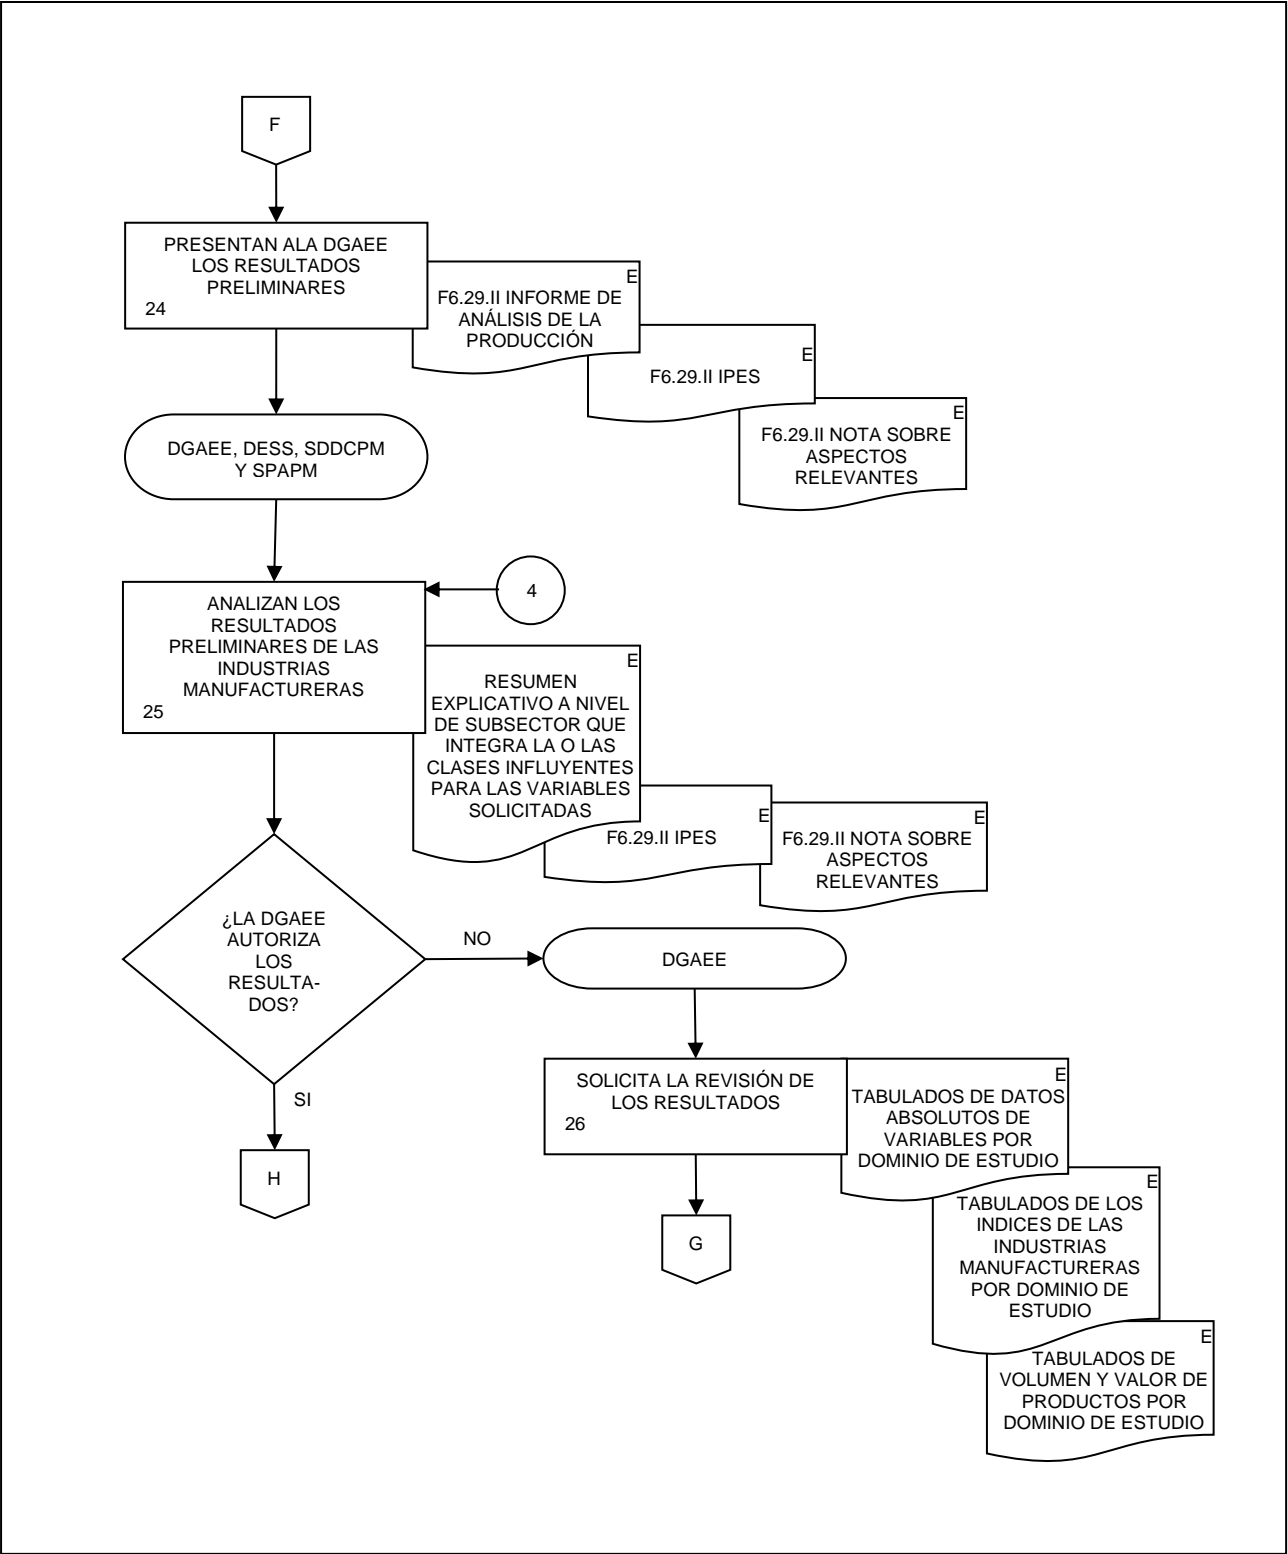 F
PRESENTAN ALA DGAEE
LOS RESULTADOS
PRELIMINARES
24
E
F6.29.II INFORME DE
ANÁLISIS DE LA
PRODUCCIÓN
E
F6.29.II IPES
E
F6.29.II NOTA SOBRE
ASPECTOS
RELEVANTES
DGAEE, DESS, SDDCPM
Y SPAPM
4
ANALIZAN LOS
RESULTADOS
PRELIMINARES DE LAS
INDUSTRIAS
MANUFACTURERAS
25
E
RESUMEN
EXPLICATIVO A NIVEL
DE SUBSECTOR QUE
INTEGRA LA O LAS
CLASES INFLUYENTES
PARA LAS VARIABLES
SOLICITADAS
E
F6.29.II IPES
E
F6.29.II NOTA SOBRE
ASPECTOS
RELEVANTES
¿LA DGAEE
AUTORIZA
LOS
RESULTA-
DOS?
NO
DGAEE
SI
H
SOLICITA LA REVISIÓN DE
LOS RESULTADOS
26
E
TABULADOS DE DATOS
ABSOLUTOS DE
VARIABLES POR
DOMINIO DE ESTUDIO
E
TABULADOS DE LOS
INDICES DE LAS
INDUSTRIAS
MANUFACTURERAS
POR DOMINIO DE
ESTUDIO
E
TABULADOS DE
VOLUMEN Y VALOR DE
PRODUCTOS POR
DOMINIO DE ESTUDIO
G